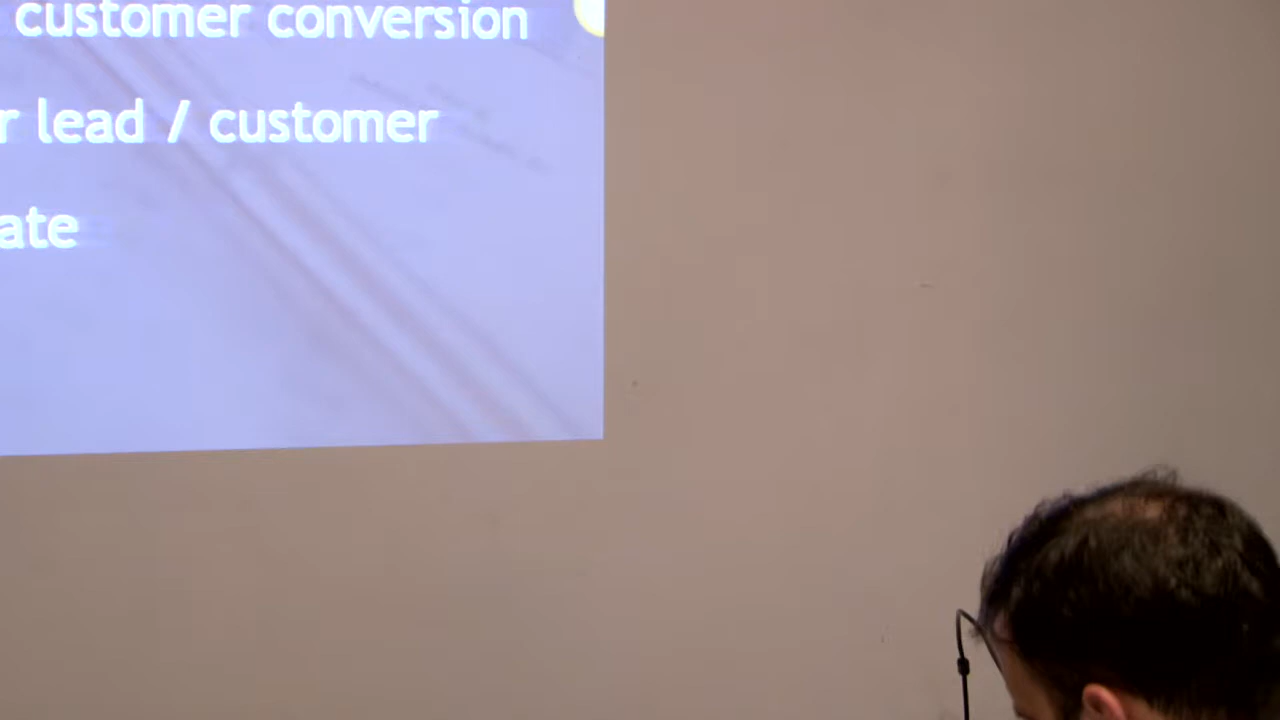 customer conversion
r lead / customer
ate